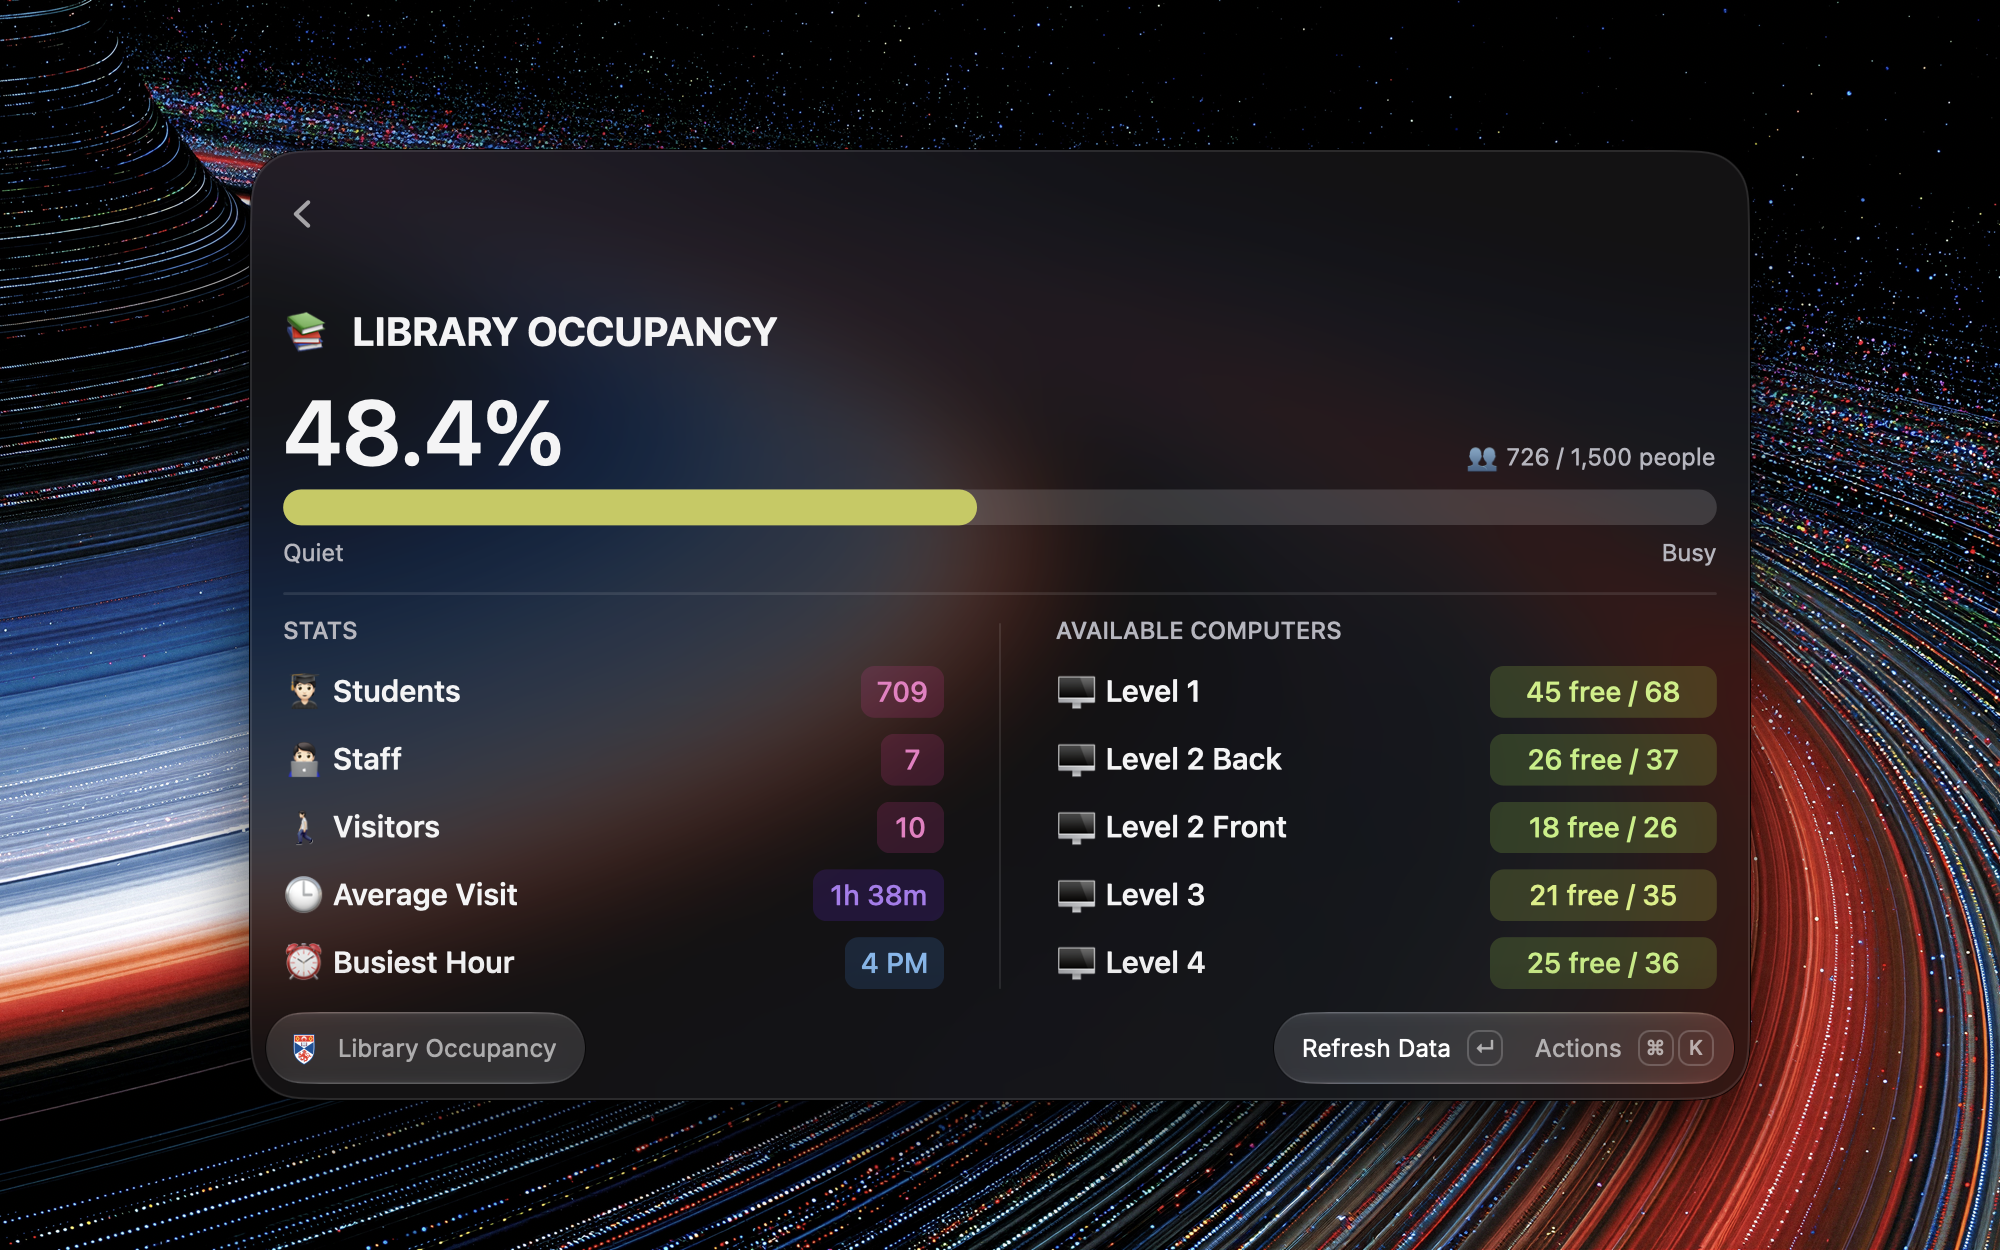 LIBRARY OCCUPANCY
48.4%
726 / 1,500 people
Quiet
Busy
STATS
Students 709
Staff 7
Visitors 10
Average Visit 1h 38m
Busiest Hour 4 PM
AVAILABLE COMPUTERS
Level 1 45 free / 68
Level 2 Back 26 free / 37
Level 2 Front 18 free / 26
Level 3 21 free / 35
Level 4 25 free / 36
Library Occupancy
Refresh Data ↵ Actions ⌘ K